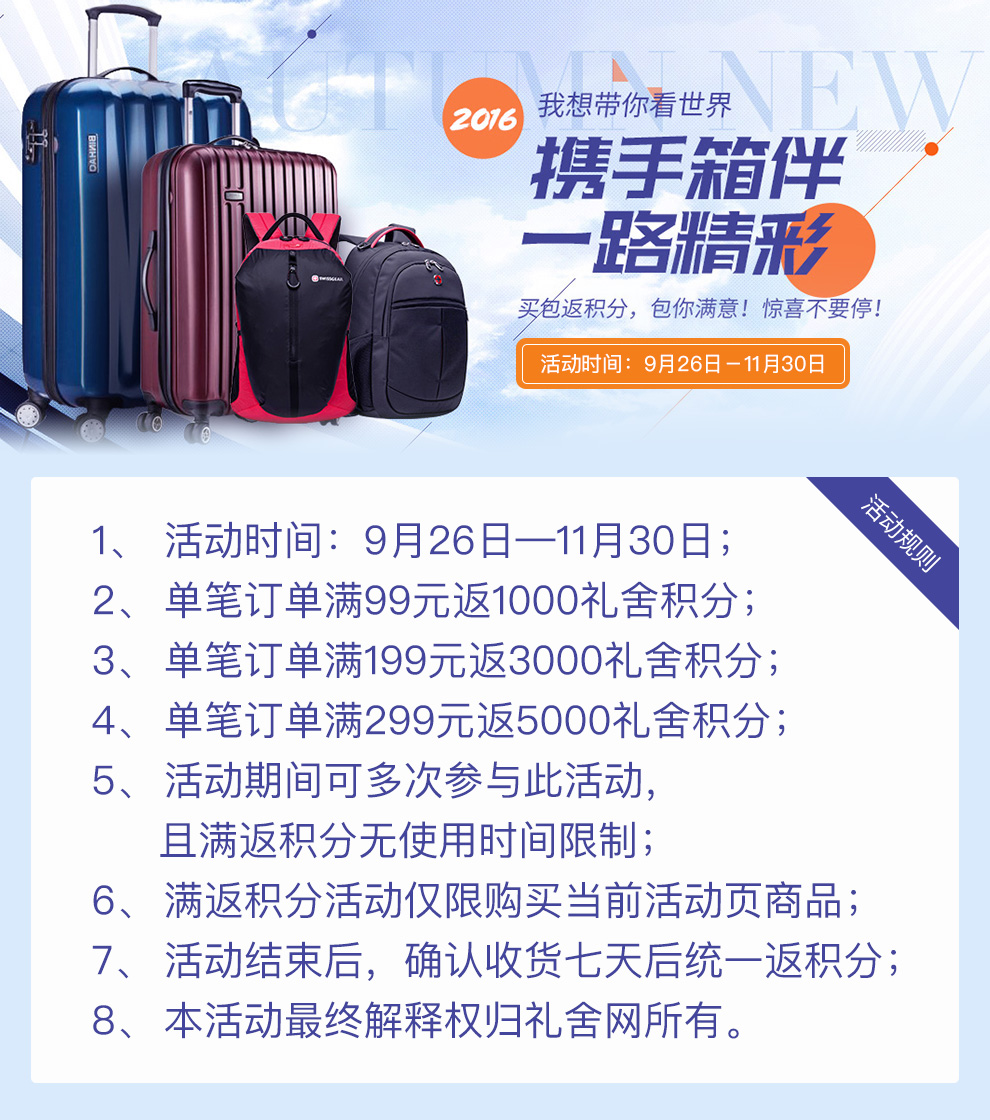 AUTUMN NEW
2016
我想带你看世界
携手箱伴
一路精彩
买包返积分，包你满意！惊喜不要停！
活动时间：9月26日－11月30日
BINHAO
SWISSGEAR
活动规则
1、 活动时间：9月26日—11月30日；
2、 单笔订单满99元返1000礼舍积分；
3、 单笔订单满199元返3000礼舍积分；
4、 单笔订单满299元返5000礼舍积分；
5、 活动期间可多次参与此活动，
且满返积分无使用时间限制；
6、 满返积分活动仅限购买当前活动页商品；
7、 活动结束后，确认收货七天后统一返积分；
8、 本活动最终解释权归礼舍网所有。